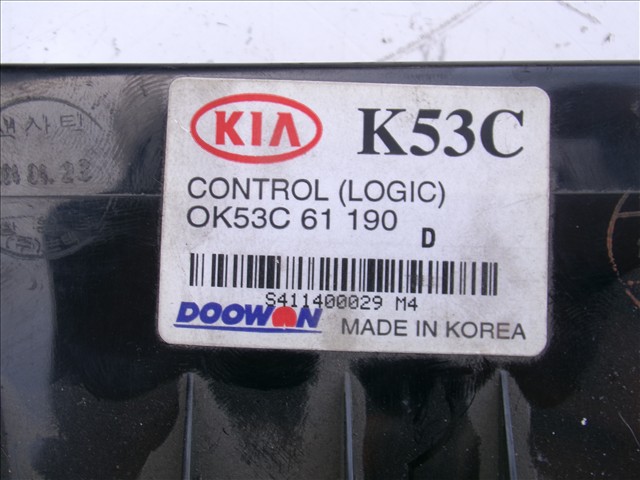 KIA K53C
CONTROL (LOGIC)
OK53C 61 190 D
S411400029 M4
DOOWON MADE IN KOREA